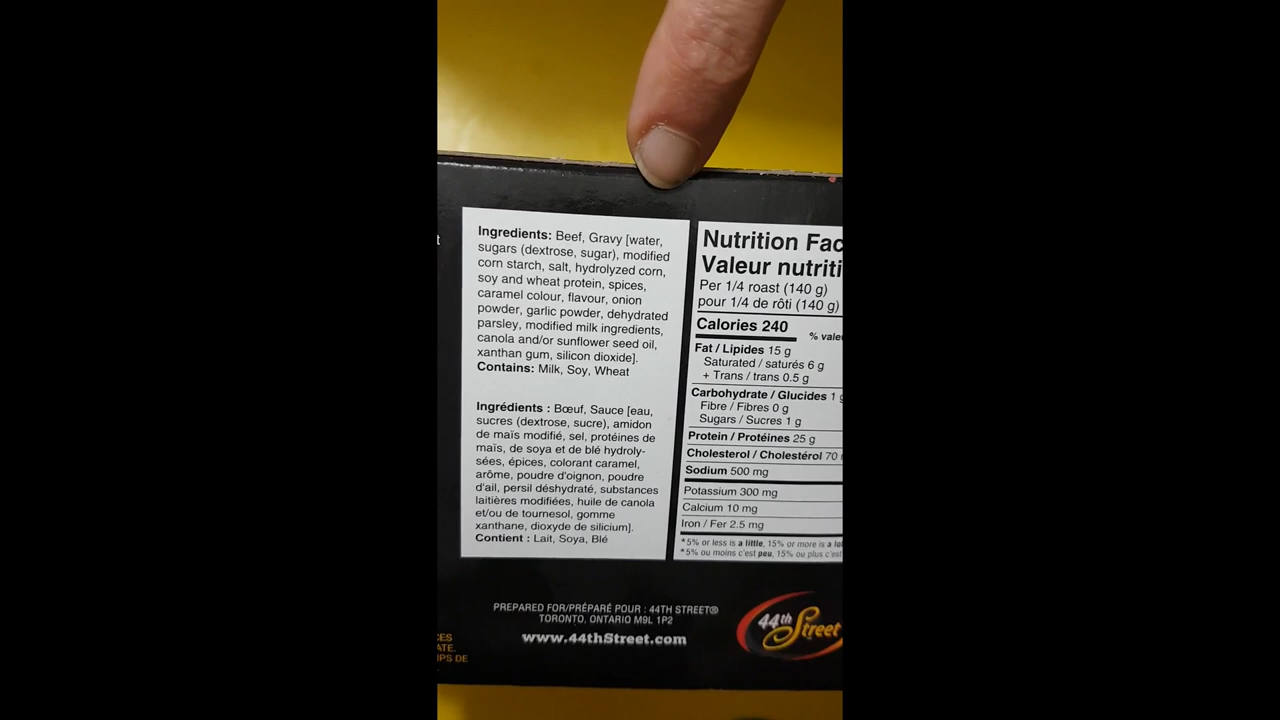 Ingredients: Beef, Gravy [water,
sugars (dextrose, sugar), modified
corn starch, salt, hydrolyzed corn,
soy and wheat protein, spices,
caramel colour, flavour, onion
powder, garlic powder, dehydrated
parsley, modified milk ingredients,
canola and/or sunflower seed oil,
xanthan gum, silicon dioxide].
Contains: Milk, Soy, Wheat
Ingrédients : Bœuf, Sauce [eau,
sucres (dextrose, sucre), amidon
de maïs modifié, sel, protéines de
maïs, de soya et de blé hydroly-
sées, épices, colorant caramel,
arôme, poudre d'oignon, poudre
d'ail, persil déshydraté, substances
laitières modifiées, huile de canola
et/ou de tournesol, gomme
xanthane, dioxyde de silicium].
Contient : Lait, Soya, Blé
Nutrition Fac
Valeur nutriti
Per 1/4 roast (140 g)
pour 1/4 de rôti (140 g)
Calories 240
% vale
Fat / Lipides 15 g
Saturated / saturés 6 g
+ Trans / trans 0.5 g
Carbohydrate / Glucides 1 g
Fibre / Fibres 0 g
Sugars / Sucres 1 g
Protein / Protéines 25 g
Cholesterol / Cholestérol 70
Sodium 500 mg
Potassium 300 mg
Calcium 10 mg
Iron / Fer 2.5 mg
*5% or less is a little, 15% or more is a lo
*5% ou moins c'est peu, 15% ou plus c'est
PREPARED FOR/PRÉPARÉ POUR : 44TH STREET®
TORONTO, ONTARIO M9L 1P2
www.44thStreet.com
44th Street
CES
ATE.
IPS DE